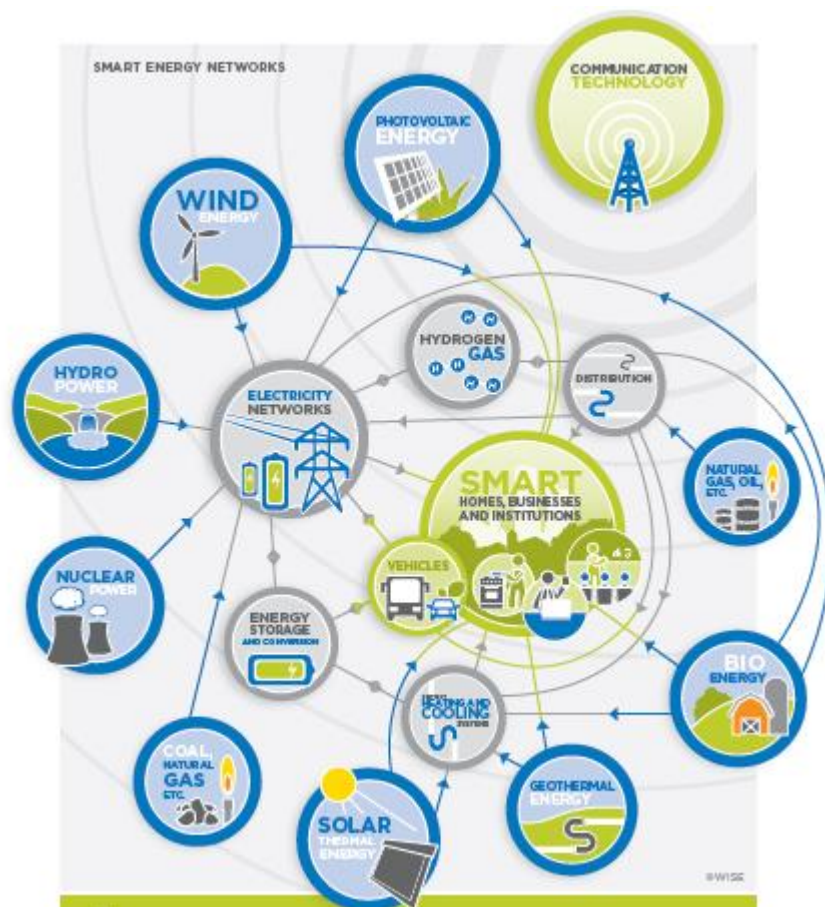 SMART ENERGY NETWORKS
COMMUNICATION
TECHNOLOGY
PHOTOVOLTAIC
ENERGY
WIND
ENERGY
HYDROGEN
GAS
H
H
H
H
H
H
DISTRIBUTION
HYDRO
POWER
ELECTRICITY
NETWORKS
SMART
HOMES, BUSINESSES
AND INSTITUTIONS
NATURAL
GAS, OIL,
ETC.
VEHICLES
NUCLEAR
POWER
ENERGY
STORAGE
AND CONVERSION
BIO
ENERGY
HEATING AND
COOLING
SYSTEMS
COAL,
NATURAL
GAS
ETC.
GEOTHERMAL
ENERGY
SOLAR
THERMAL
ENERGY
©WISE